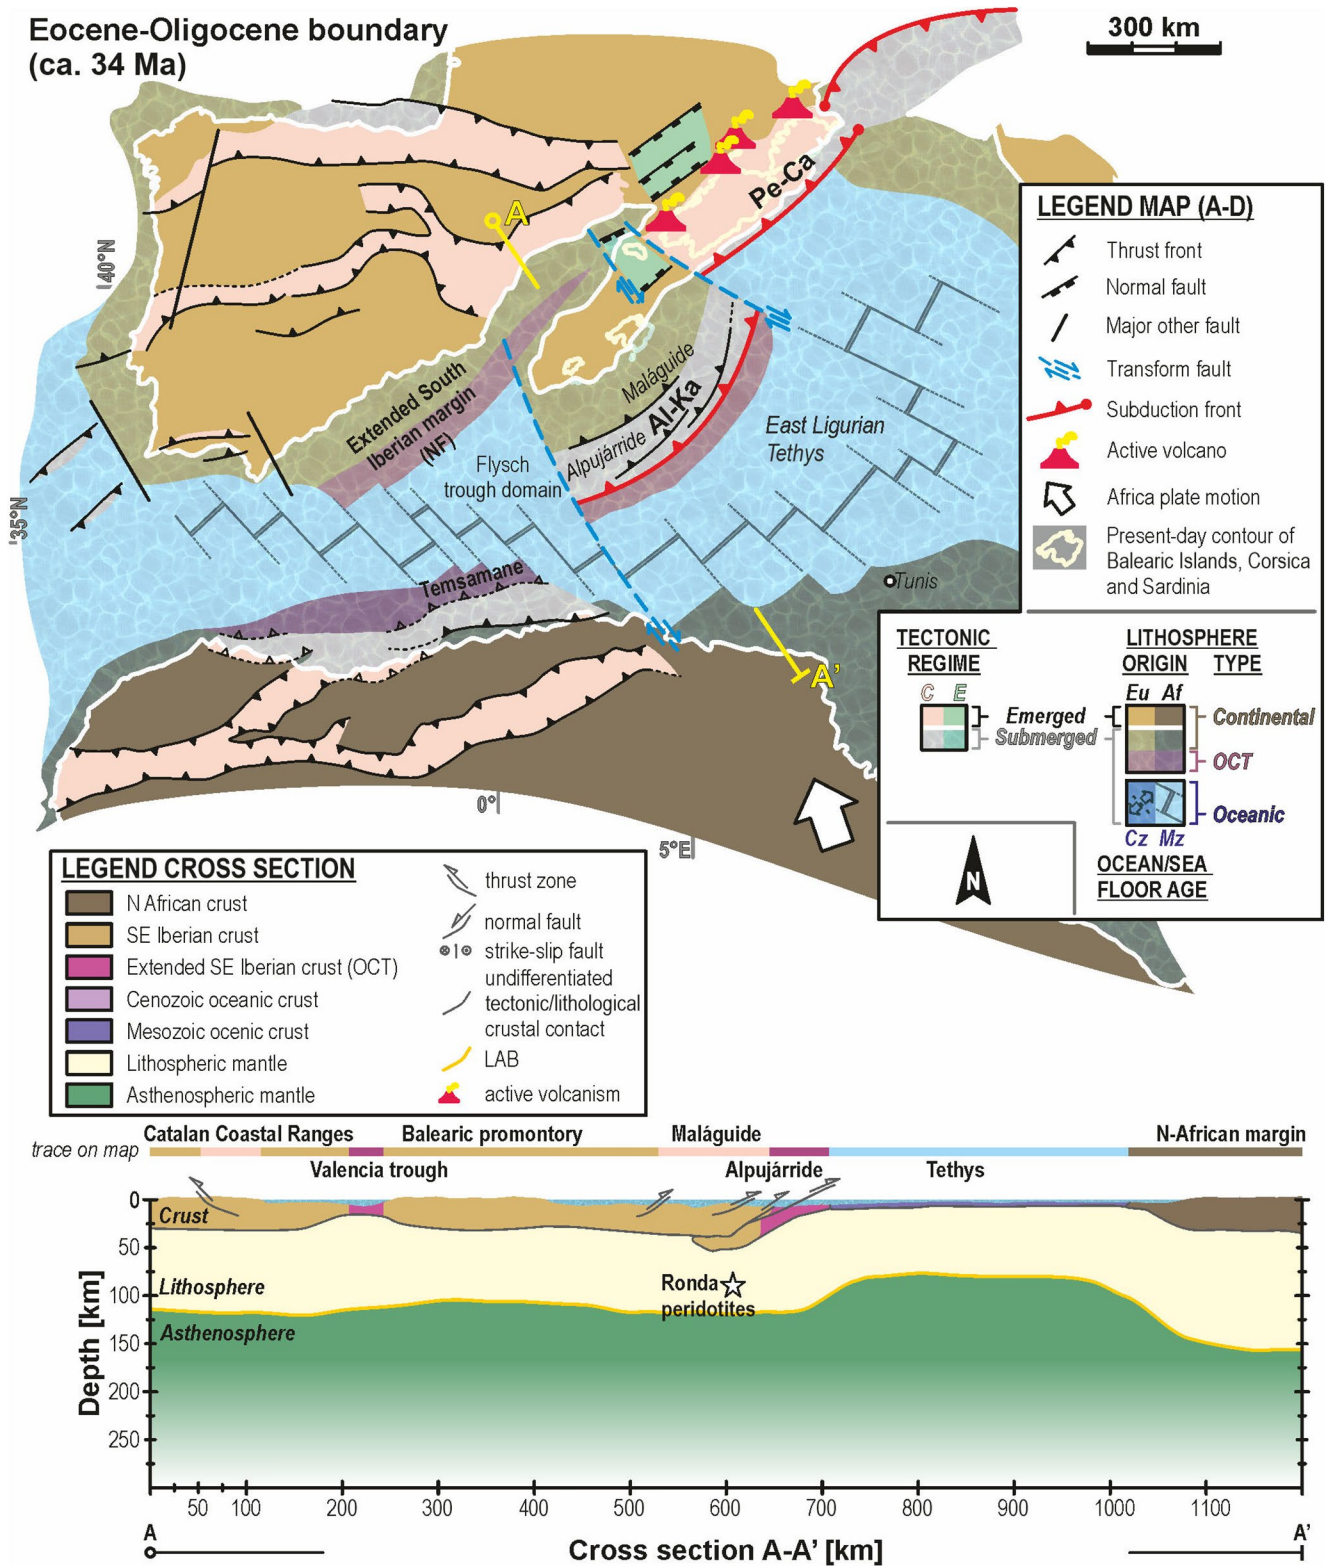 Eocene-Oligocene boundary
(ca. 34 Ma)
300 km
Pe-Ca
A
40°N
LEGEND MAP (A-D)
Thrust front
Normal fault
Major other fault
Transform fault
Subduction front
Active volcano
Africa plate motion
Present-day contour of
Balearic Islands, Corsica
and Sardinia
Maláguide
Al-Ka
Alpujárride
Extended South
Iberian margin
(NF)
East Ligurian
Tethys
Flysch
trough domain
35°N
Temsamane
Tunis
A'
TECTONIC
REGIME
C E
LITHOSPHERE
ORIGIN TYPE
Eu Af
Emerged
Submerged
Continental
OCT
Oceanic
Cz Mz
OCEAN/SEA
FLOOR AGE
0°
5°E
N
LEGEND CROSS SECTION
N African crust
SE Iberian crust
Extended SE Iberian crust (OCT)
Cenozoic oceanic crust
Mesozoic ocenic crust
Lithospheric mantle
Asthenospheric mantle
thrust zone
normal fault
strike-slip fault
undifferentiated
tectonic/lithological
crustal contact
LAB
active volcanism
Catalan Coastal Ranges Balearic promontory Maláguide N-African margin
trace on map
Valencia trough Alpujárride Tethys
0
Crust
50
Lithosphere
Ronda
peridotites
100
Asthenosphere
150
200
250
Depth [km]
50 100 200 300 400 500 600 700 800 900 1000 1100
A A'
Cross section A-A' [km]